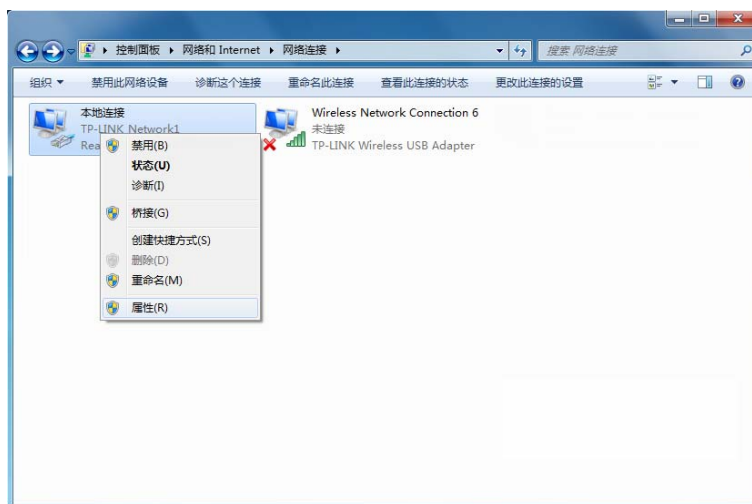 控制面板 ▸ 网络和 Internet ▸ 网络连接 ▸
搜索 网络连接
组织 禁用此网络设备 诊断这个连接 重命名此连接 查看此连接的状态 更改此连接的设置
本地连接
TP-LINK Network1
Rea
禁用(B)
状态(U)
诊断(I)
桥接(G)
创建快捷方式(S)
删除(D)
重命名(M)
属性(R)
Wireless Network Connection 6
未连接
TP-LINK Wireless USB Adapter